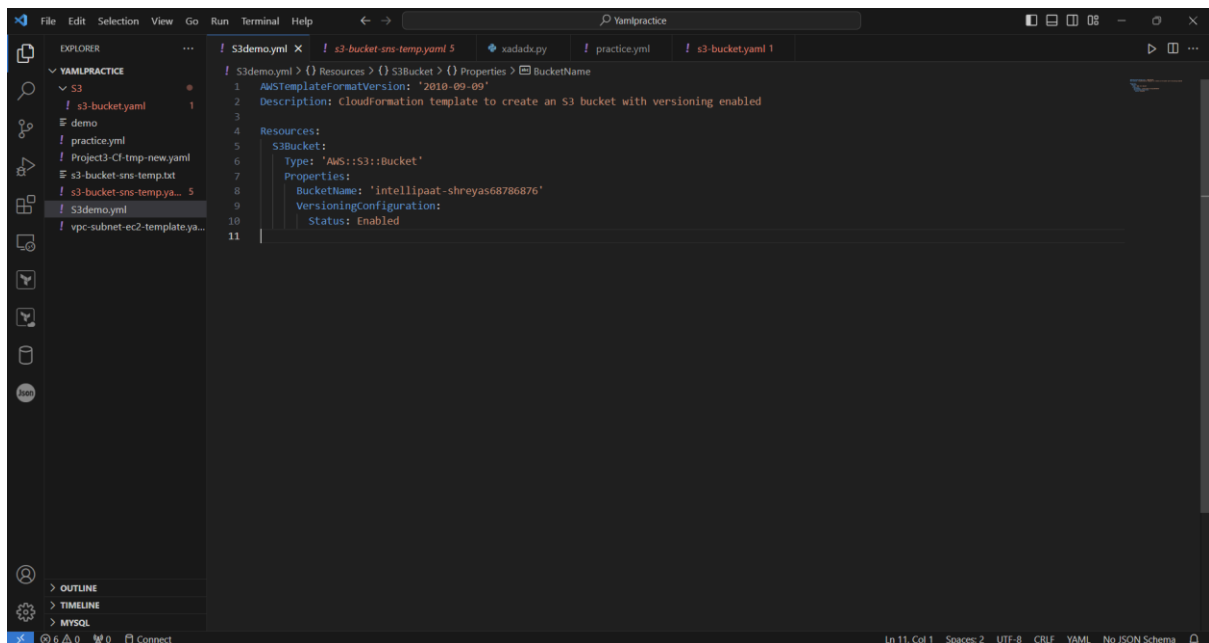 File Edit Selection View Go Run Terminal Help
Yamlpractice
EXPLORER
S3demo.yml
s3-bucket-sns-temp.yaml 5
xadadx.py
practice.yml
s3-bucket.yaml 1
YAMLPRACTICE
S3
s3-bucket.yaml 1
demo
practice.yml
Project3-Cf-tmp-new.yaml
s3-bucket-sns-temp.txt
s3-bucket-sns-temp.ya... 5
S3demo.yml
vpc-subnet-ec2-template.ya...
Json
OUTLINE
TIMELINE
MYSQL
! S3demo.yml > {} Resources > {} S3Bucket > {} Properties > BucketName
1 AWSTemplateFormatVersion: '2010-09-09'
2 Description: CloudFormation template to create an S3 bucket with versioning enabled
3
4 Resources:
5 S3Bucket:
6 Type: 'AWS::S3::Bucket'
7 Properties:
8 BucketName: 'intellipaat-shreyas68786876'
9 VersioningConfiguration:
10 Status: Enabled
11
6 0 0 Connect
Ln 11, Col 1 Spaces: 2 UTF-8 CRLF YAML No JSON Schema